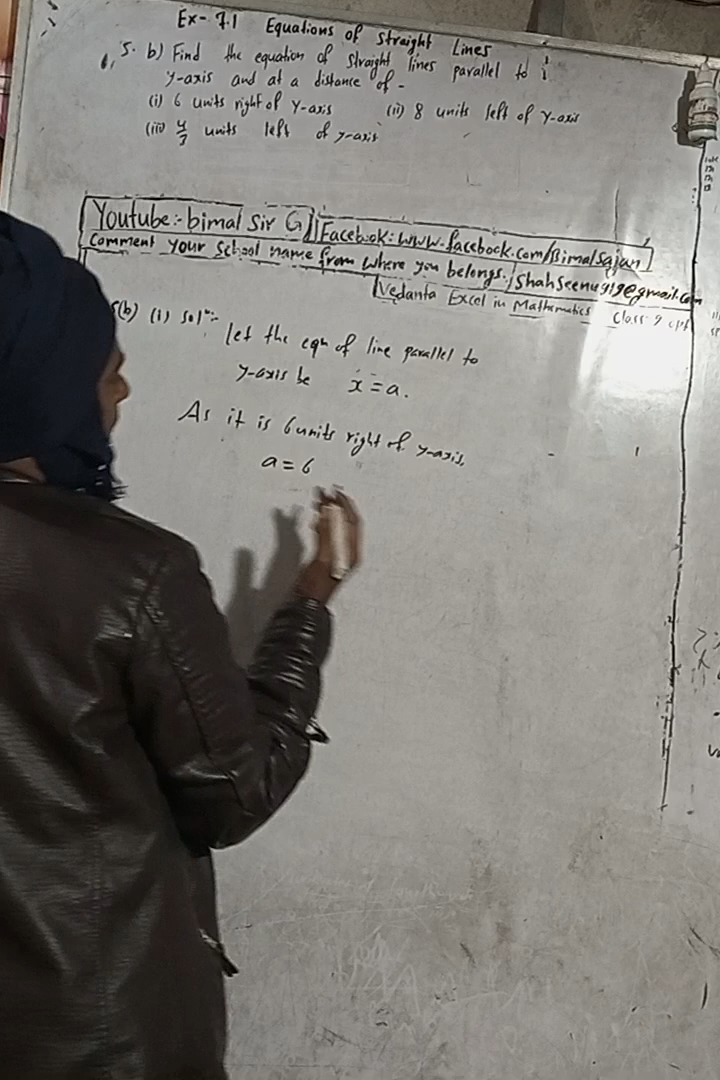 Ex- 7.1 Equations of Straight Lines
5. b) Find the equation of straight lines parallel to
y-axis and at a distance of -
(i) 6 units right of Y-axis (ii) 8 units left of Y-axis
(iii) units left of y-axis
Youtube:- bimal Sir G Facebook: www.facebook.com/Bimalsajan
Comment your School name from where you belongs. / Shahseenu919@gmail.com
Vedanta Excel in Mathematics Class 9 opt
5(b) (i) Solⁿ:-
let the eqn of line parallel to
y-axis be x = a.
As it is 6 units right of y-axis,
a = 6